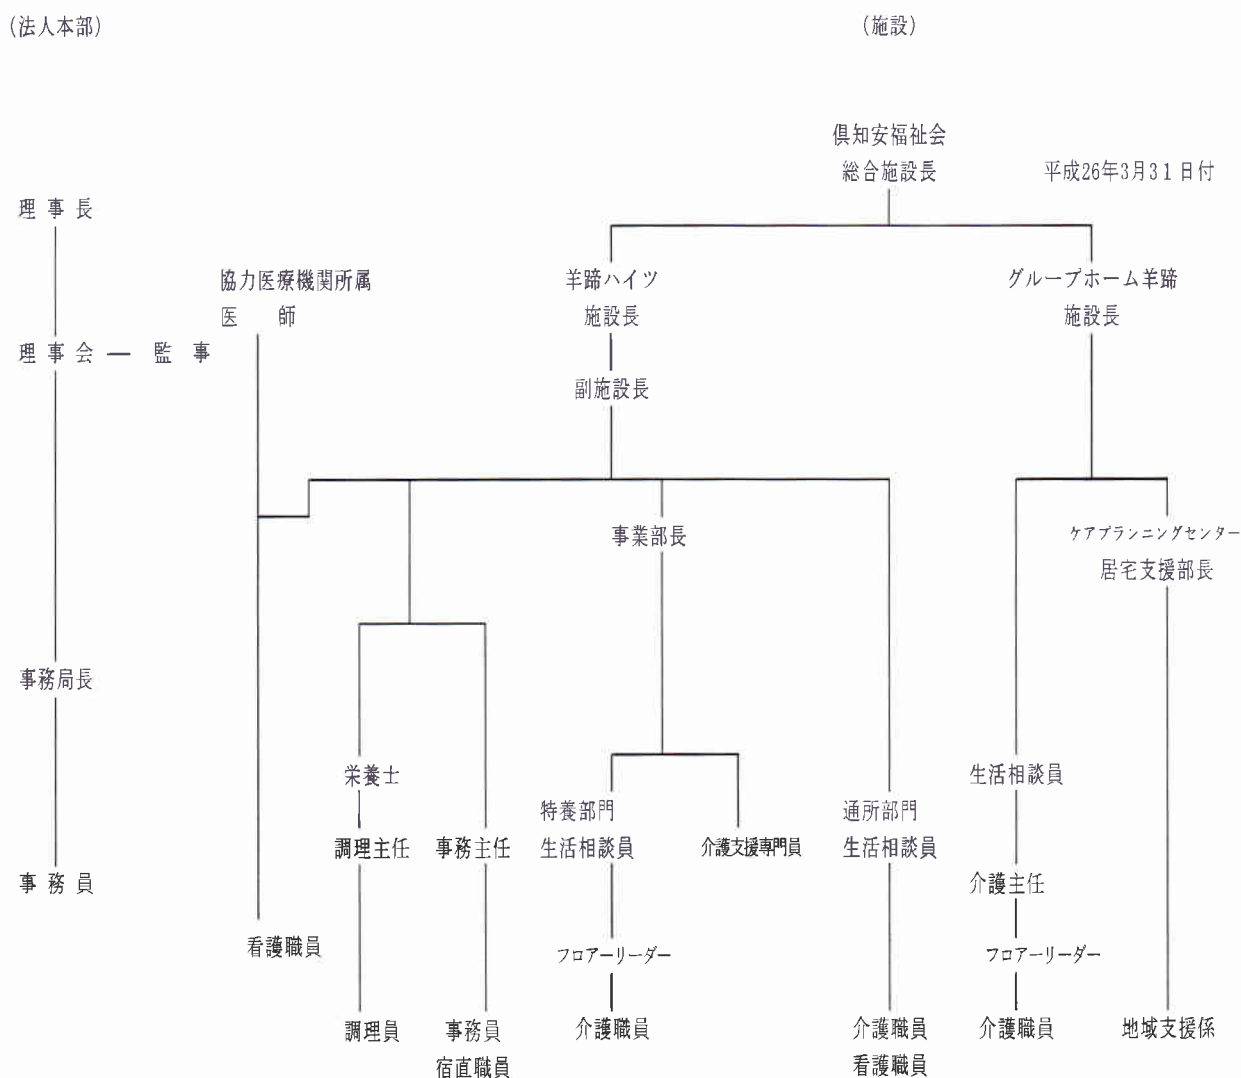 (法人本部)
(施設)
倶知安福祉会
総合施設長
平成26年3月31日付
理事長
協力医療機関所属
医　師
羊蹄ハイツ
施設長
グループホーム羊蹄
施設長
理事会 ― 監　事
副施設長
事業部長
ケアプランニングセンター
居宅支援部長
事務局長
栄養士
生活相談員
特養部門
通所部門
調理主任
事務主任
生活相談員
介護支援専門員
生活相談員
事務員
介護主任
看護職員
フロアーリーダー
フロアーリーダー
調理員
事務員
介護職員
介護職員
介護職員
地域支援係
宿直職員
看護職員